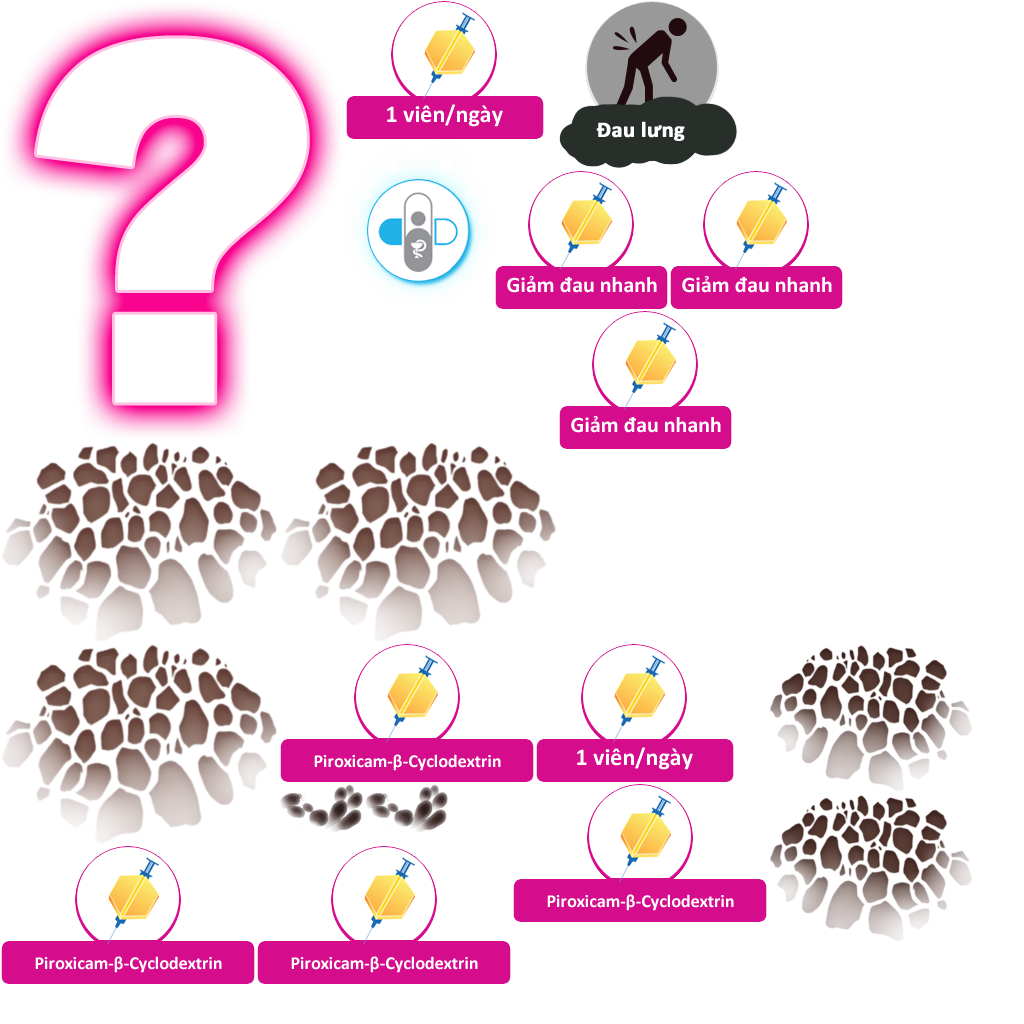 1 viên/ngày
Đau lưng
Giảm đau nhanh
Giảm đau nhanh
Giảm đau nhanh
Piroxicam-β-Cyclodextrin
1 viên/ngày
Piroxicam-β-Cyclodextrin
Piroxicam-β-Cyclodextrin
Piroxicam-β-Cyclodextrin